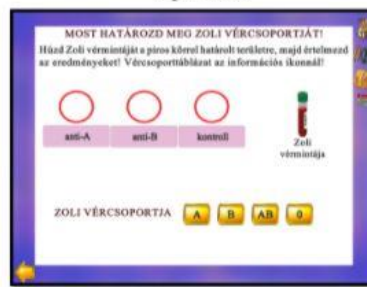 MOST HATÁROZD MEG ZOLI VÉRCSOPORTJÁT!
Húzd Zoli vérmintáját a piros körrel határolt területre, majd értelmezd
az eredményeket! Vércsoporttáblázat az információs ikonnál!
anti-A anti-B kontroll
Zoli
vérmintája
ZOLI VÉRCSOPORTJA A B AB 0